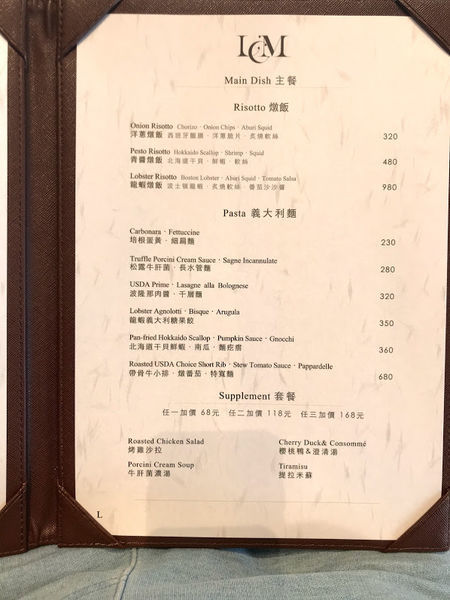 LCM
Main Dish 主餐
Risotto 燉飯
Onion Risotto Chorizo · Onion Chips · Aburi Squid
洋蔥燉飯 西班牙臘腸 · 洋蔥脆片 · 炙燒軟絲 320
Pesto Risotto Hokkaido Scallop · Shrimp · Squid
青醬燉飯 北海道干貝 · 鮮蝦 · 軟絲 480
Lobster Risotto Boston Lobster · Aburi Squid · Tomato Salsa
龍蝦燉飯 波士頓龍蝦 · 炙燒軟絲 · 番茄沙沙醬 980
Pasta 義大利麵
Carbonara · Fettuccine
培根蛋黃 · 細扁麵 230
Truffle Porcini Cream Sauce · Sagne Incannulate
松露牛肝菌 · 長水管麵 280
USDA Prime · Lasagne alla Bolognese
波隆那肉醬 · 千層麵 320
Lobster Agnolotti · Bisque · Arugula
龍蝦義大利糖果餃 350
Pan-fried Hokkaido Scallop · Pumpkin Sauce · Gnocchi
北海道干貝鮮蝦 · 南瓜 · 麵疙瘩 360
Roasted USDA Choice Short Rib · Stew Tomato Sauce · Pappardelle
帶骨牛小排 · 燉番茄 · 特寬麵 680
Supplement 套餐
任一加價 68元 任二加價 118元 任三加價 168元
Roasted Chicken Salad Cherry Duck& Consommé
烤雞沙拉 櫻桃鴨&澄清湯
Porcini Cream Soup Tiramisu
牛肝菌濃湯 提拉米蘇
L